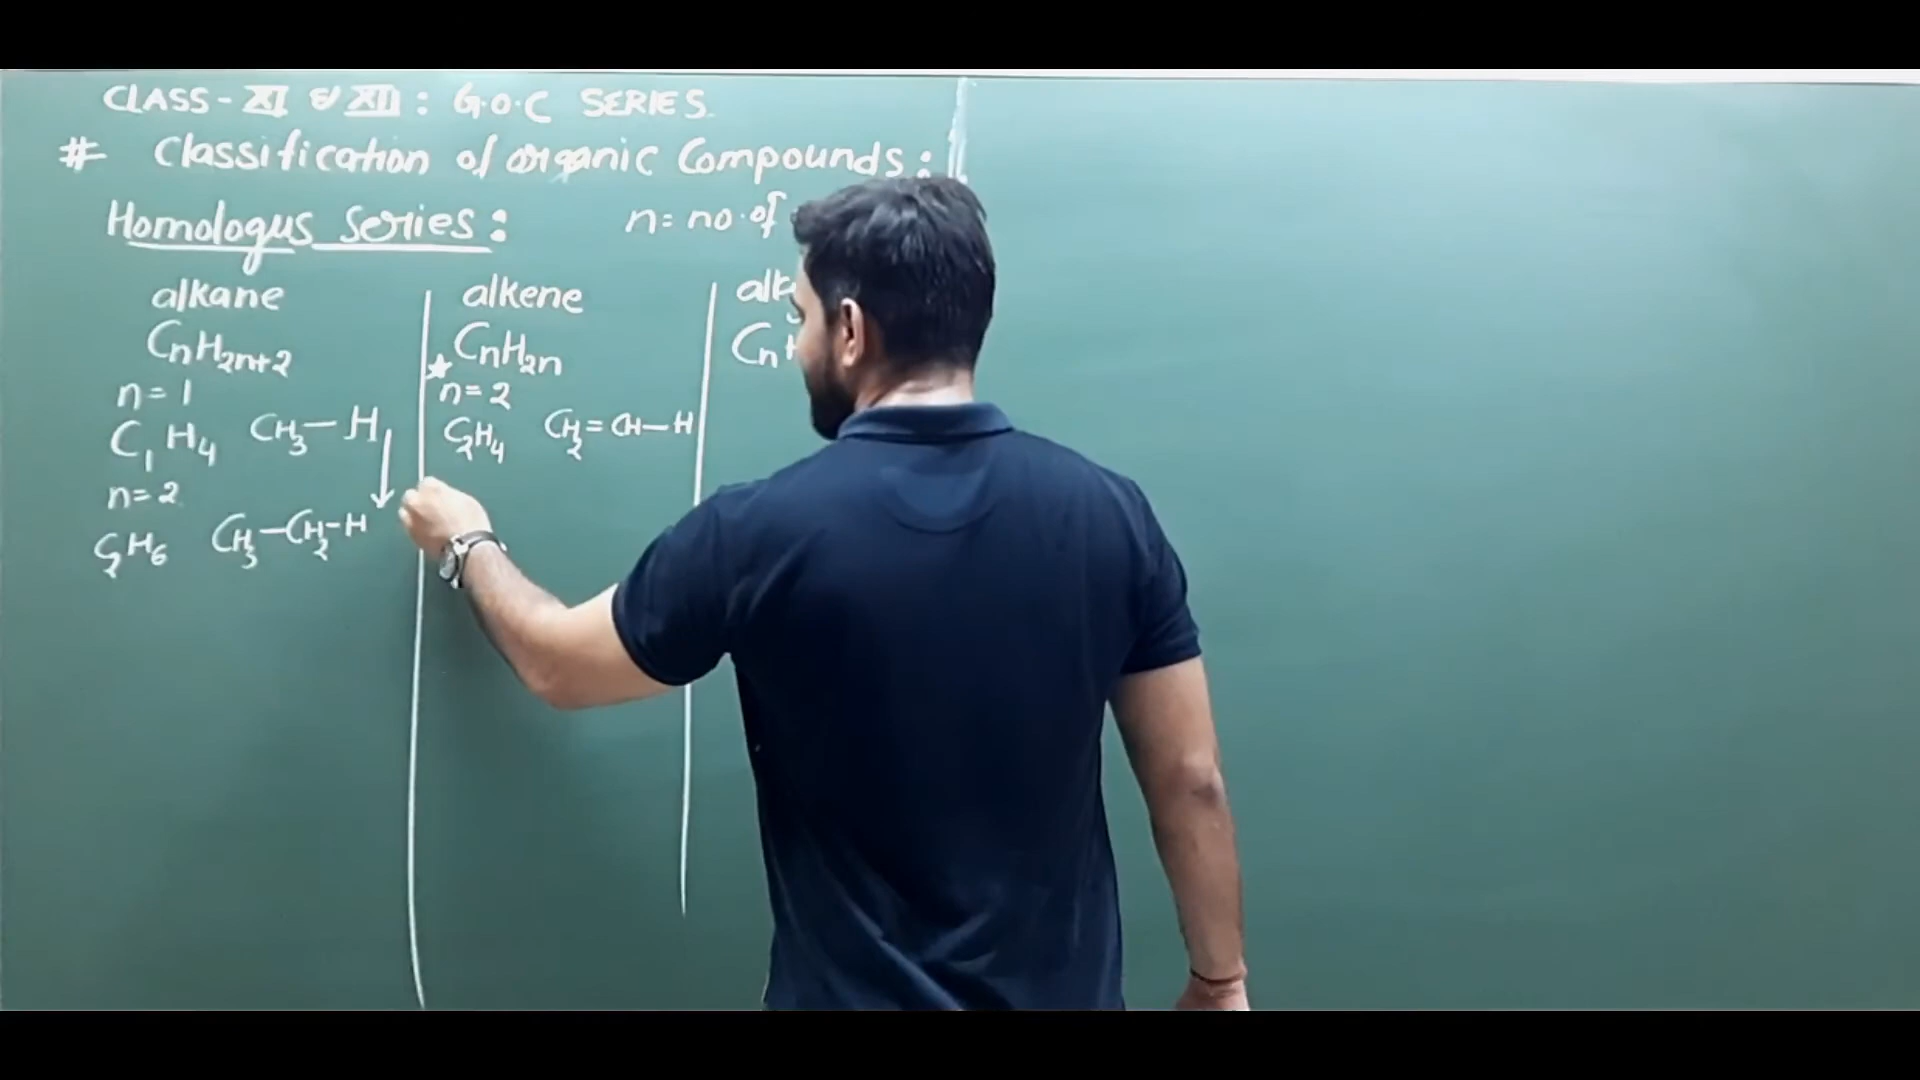 CLASS - XI & XII : G.O.C SERIES.
# Classification of organic Compounds :
Homologus Series : n = no. of
alkane
CnH2n+2
n = 1
C1H4 CH3—H
n = 2
C2H6 CH3—CH2-H
alkene
CnH2n
★ n = 2
C2H4 CH2=CH—H
Cn